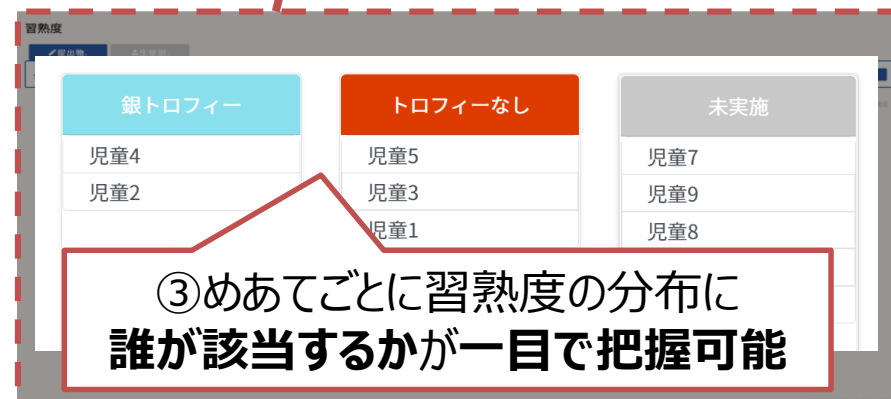 習熟度
銀トロフィー
トロフィーなし
未実施
児童4
児童5
児童7
児童2
児童3
児童9
児童1
児童8
③めあてごとに習熟度の分布に
誰が該当するかが一目で把握可能